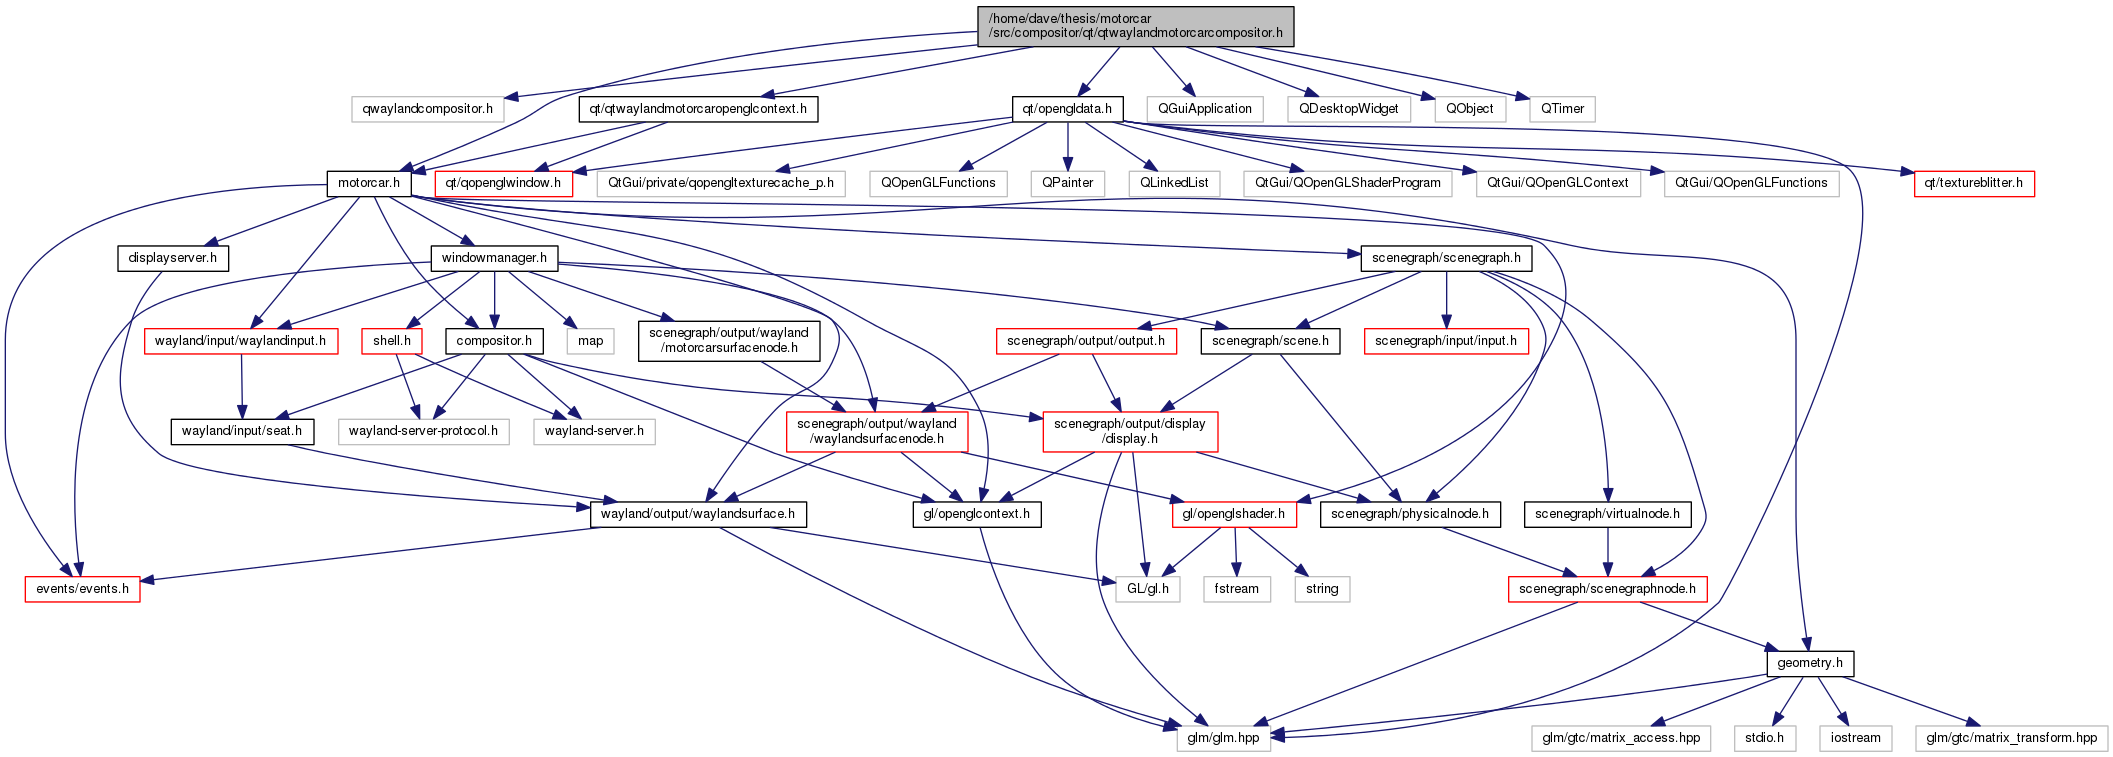 /home/dave/thesis/motorcar
/src/compositor/qt/qtwaylandmotorcarcompositor.h
qwaylandcompositor.h
qt/qtwaylandmotorcaropenglcontext.h
qt/opengldata.h
QGuiApplication
QDesktopWidget
QObject
QTimer
motorcar.h
qt/qopenglwindow.h
QtGui/private/qopengltexturecache_p.h
QOpenGLFunctions
QPainter
QLinkedList
QtGui/QOpenGLShaderProgram
QtGui/QOpenGLContext
QtGui/QOpenGLFunctions
qt/textureblitter.h
displayserver.h
windowmanager.h
scenegraph/scenegraph.h
wayland/input/waylandinput.h
shell.h
compositor.h
map
scenegraph/output/wayland
/motorcarsurfacenode.h
scenegraph/output/output.h
scenegraph/scene.h
scenegraph/input/input.h
wayland/input/seat.h
wayland-server-protocol.h
wayland-server.h
scenegraph/output/wayland
/waylandsurfacenode.h
scenegraph/output/display
/display.h
wayland/output/waylandsurface.h
gl/openglcontext.h
gl/openglshader.h
scenegraph/physicalnode.h
scenegraph/virtualnode.h
events/events.h
GL/gl.h
fstream
string
scenegraph/scenegraphnode.h
geometry.h
glm/glm.hpp
glm/gtc/matrix_access.hpp
stdio.h
iostream
glm/gtc/matrix_transform.hpp